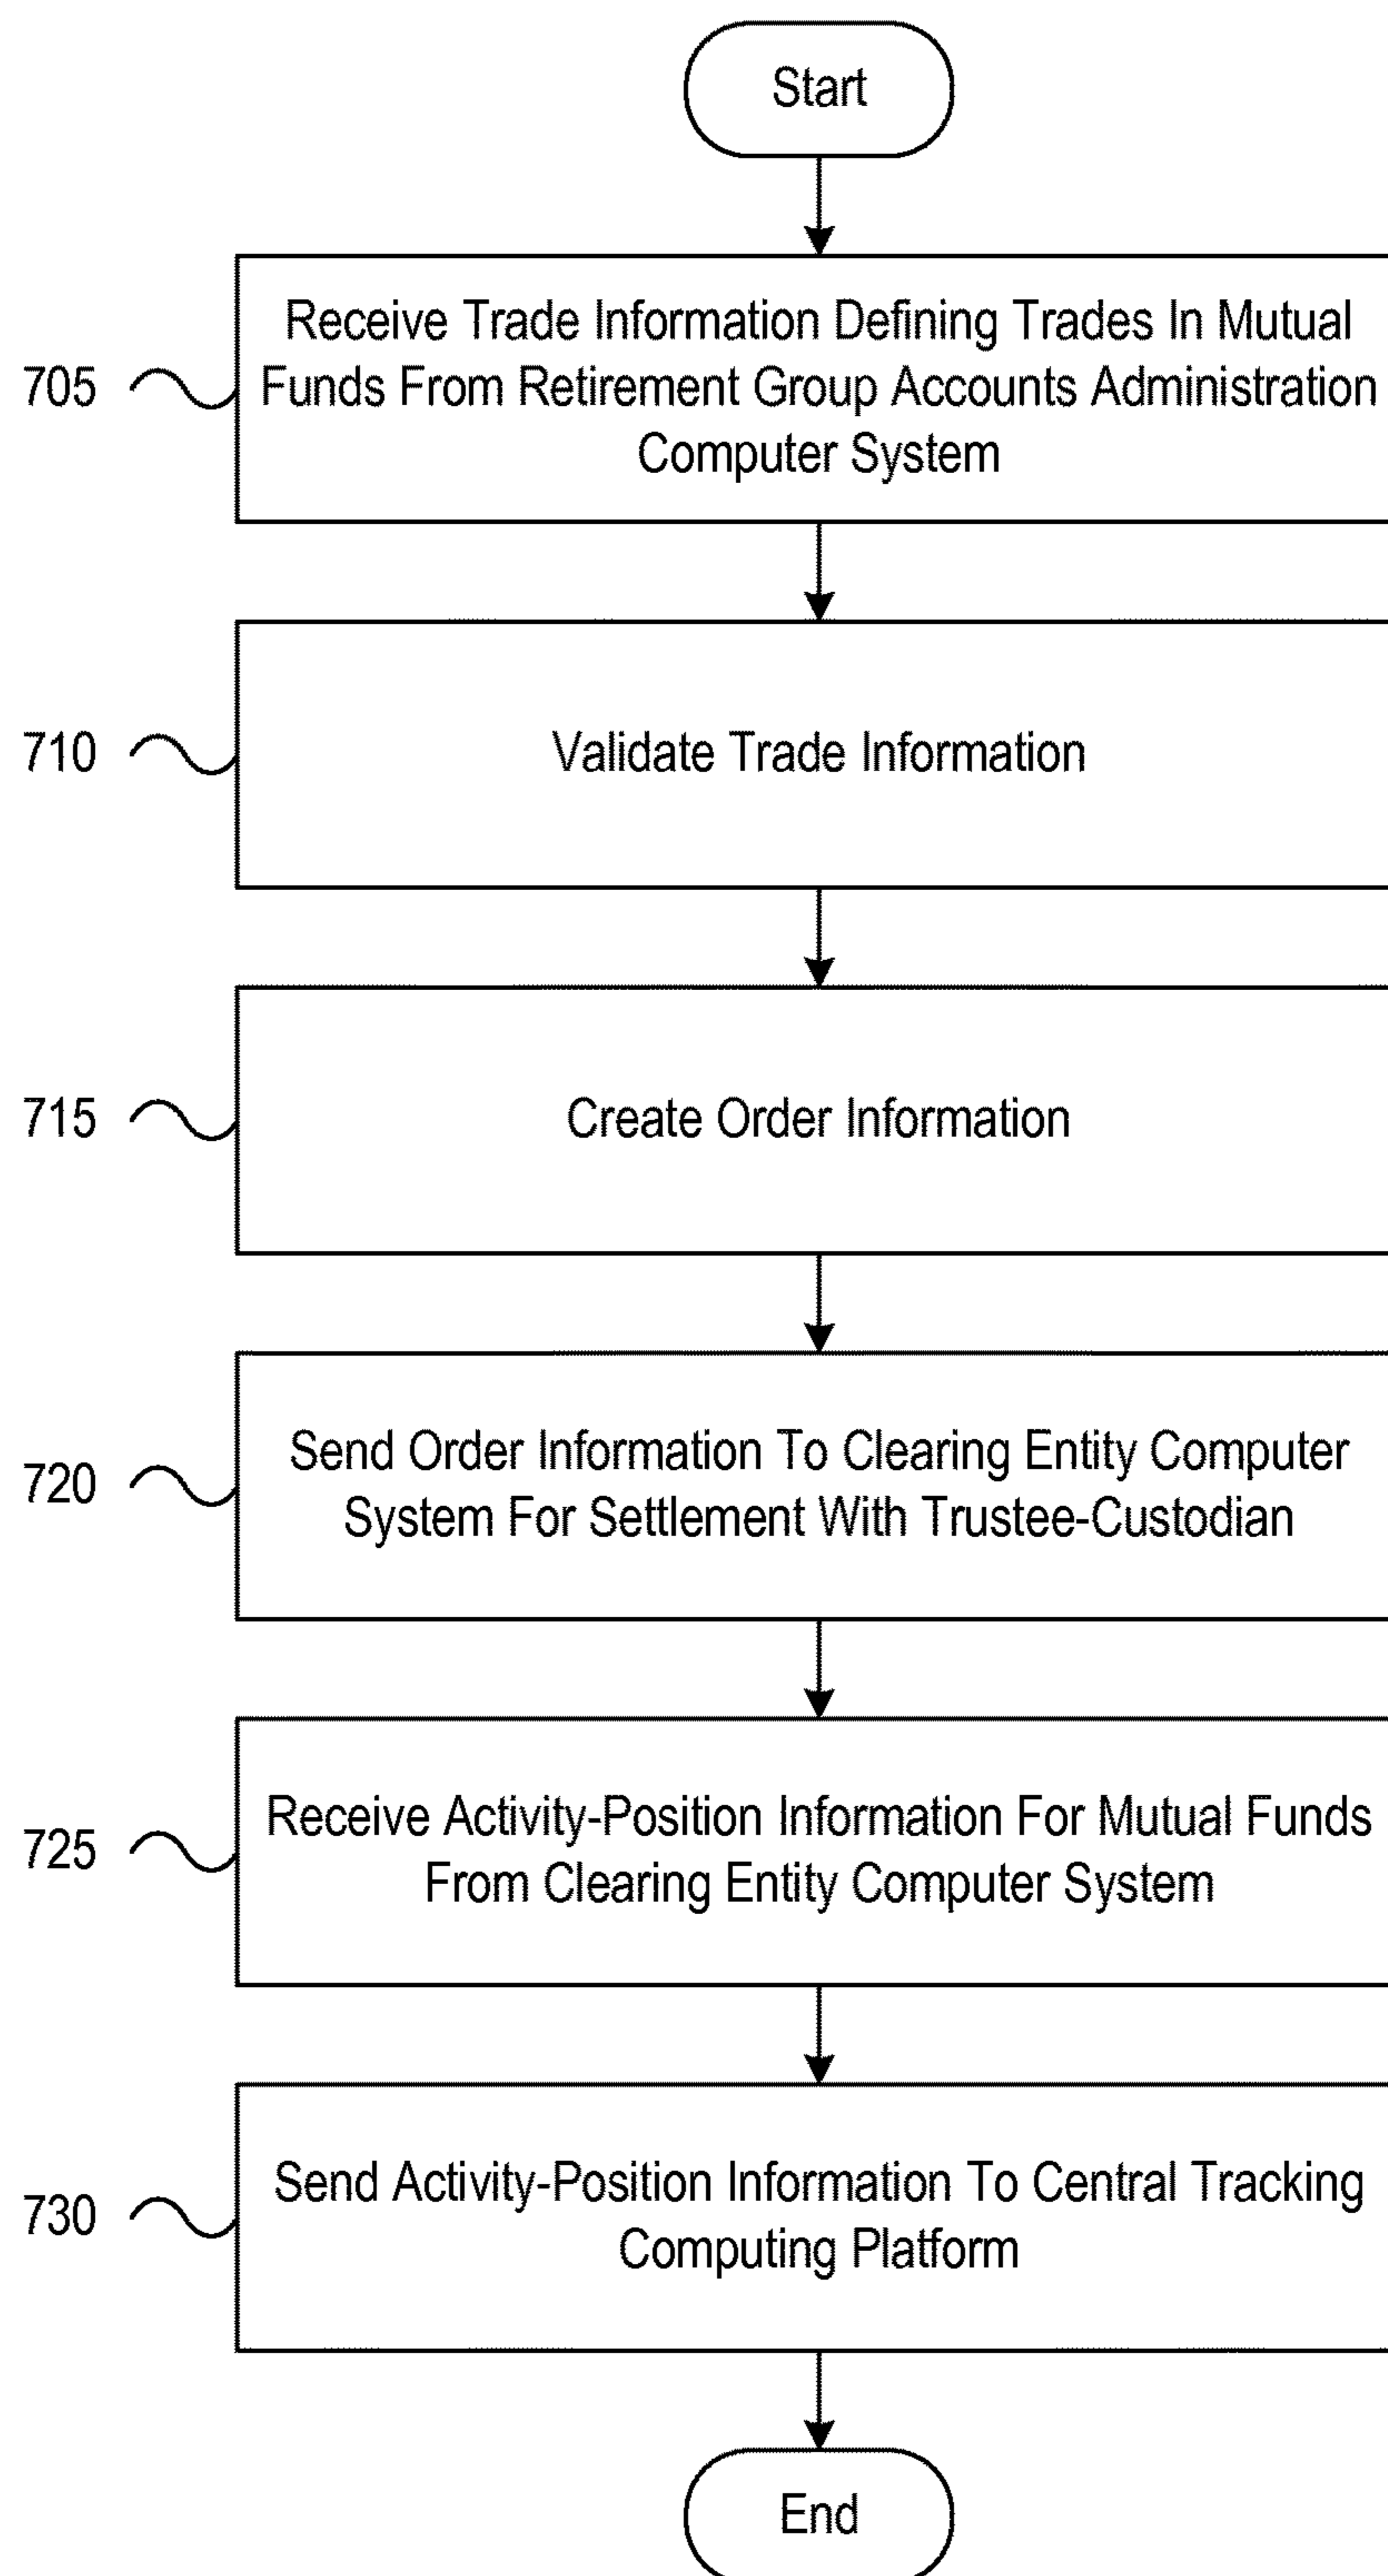 Start
705
Receive Trade Information Defining Trades In Mutual
Funds From Retirement Group Accounts Administration
Computer System
710
Validate Trade Information
715
Create Order Information
720
Send Order Information To Clearing Entity Computer
System For Settlement With Trustee-Custodian
725
Receive Activity-Position Information For Mutual Funds
From Clearing Entity Computer System
730
Send Activity-Position Information To Central Tracking
Computing Platform
End